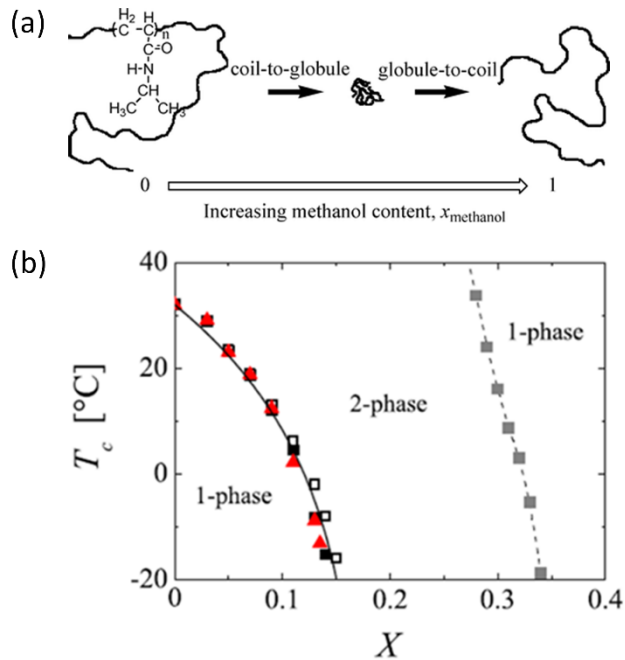 (a)
H₂ H
(C-C)n
C-O
H-N
CH
H₃C CH₃
coil-to-globule globule-to-coil
0 1
Increasing methanol content, xmethanol
(b)
40
20
0
-20
Tc [°C]
1-phase
2-phase
1-phase
0 0.1 0.2 0.3 0.4
X